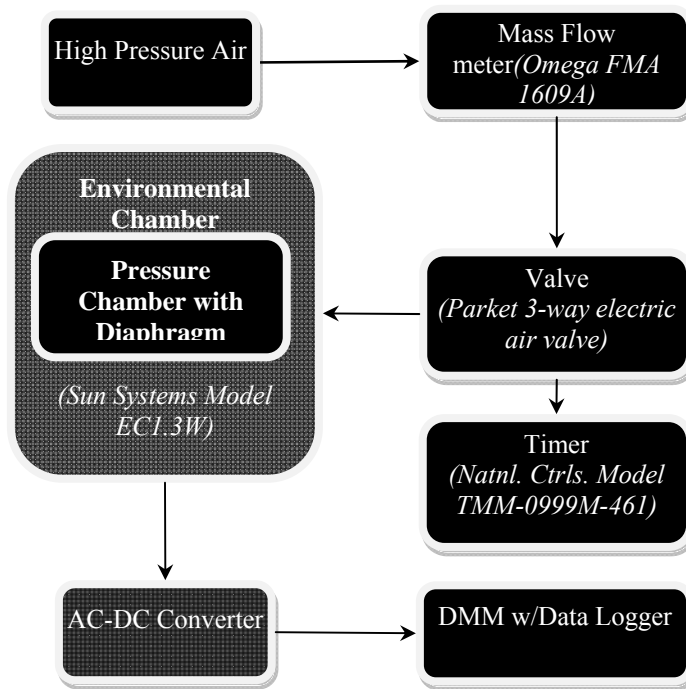 High Pressure Air
Mass Flow
meter(Omega FMA
1609A)
Environmental
Chamber
Pressure
Chamber with
Diaphragm
(Sun Systems Model
EC1.3W)
Valve
(Parket 3-way electric
air valve)
Timer
(Natnl. Ctrls. Model
TMM-0999M-461)
AC-DC Converter
DMM w/Data Logger